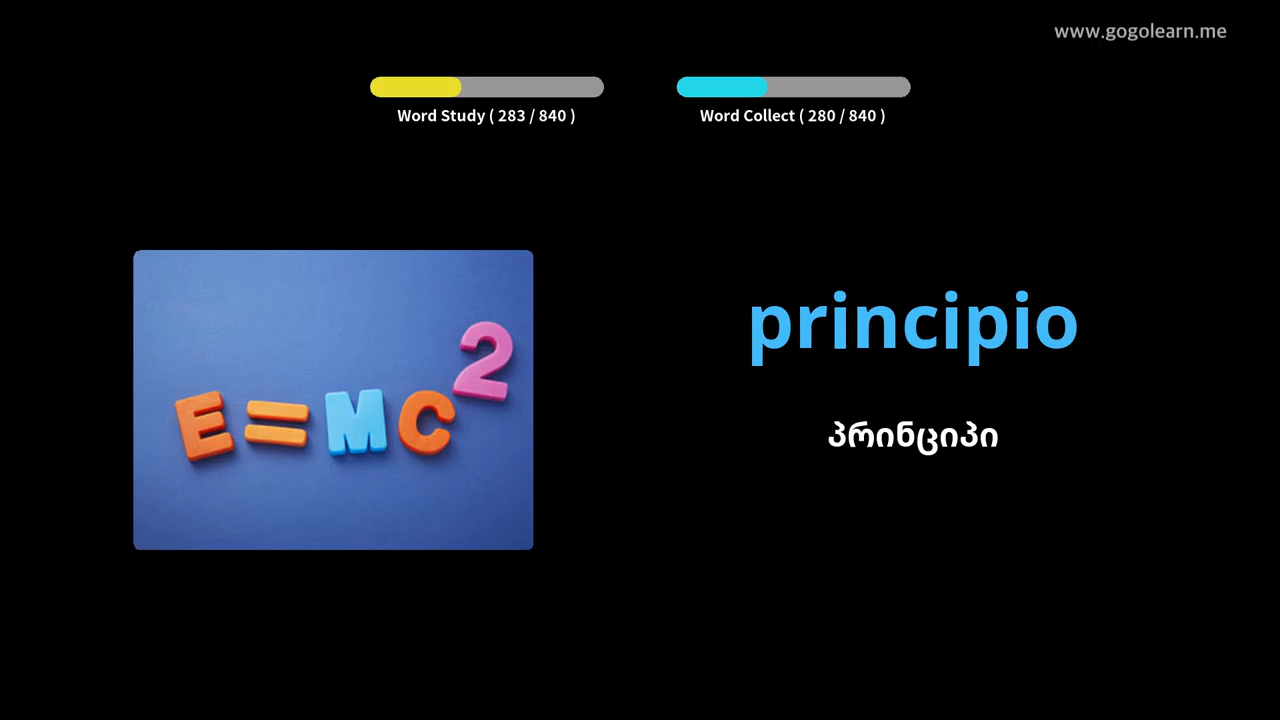 www.gogolearn.me
Word Study ( 283 / 840 )
Word Collect ( 280 / 840 )
E=MC2
principio
პრინციპი